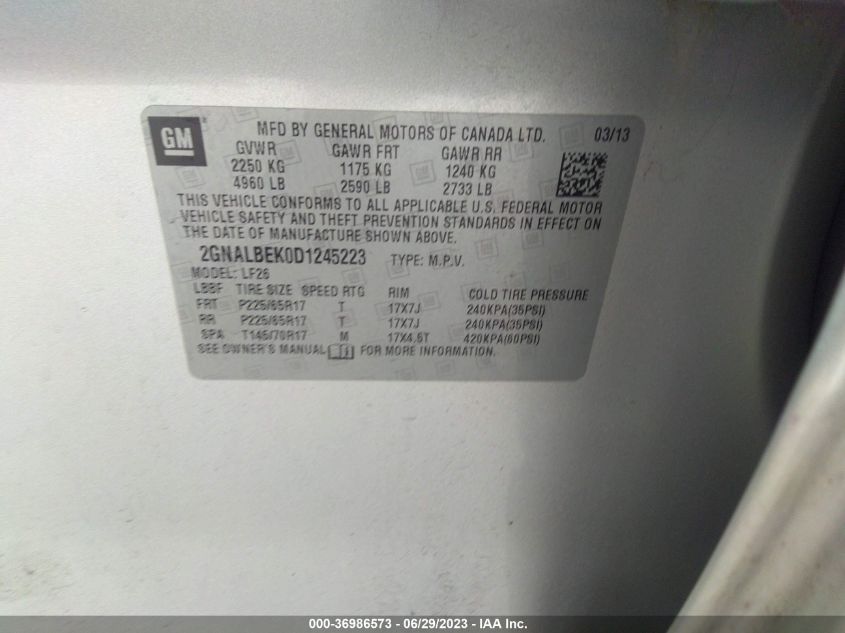 GM
MFD BY GENERAL MOTORS OF CANADA LTD. 03/13
GVWR GAWR FRT GAWR RR
2250 KG 1175 KG 1240 KG
4960 LB 2590 LB 2733 LB
THIS VEHICLE CONFORMS TO ALL APPLICABLE U.S. FEDERAL MOTOR
VEHICLE SAFETY AND THEFT PREVENTION STANDARDS IN EFFECT ON
THE DATE OF MANUFACTURE SHOWN ABOVE.
2GNALBEK0D1245223 TYPE: M.P.V.
MODEL: LF26
LBBF TIRE SIZE SPEED RTG RIM COLD TIRE PRESSURE
FRT P225/65R17 T 17X7J 240KPA(35PSI)
RR P225/65R17 T 17X7J 240KPA(35PSI)
SPA T145/70R17 M 17X4.5T 420KPA(60PSI)
SEE OWNER'S MANUAL FOR MORE INFORMATION.
000-36986573 - 06/29/2023 - IAA Inc.